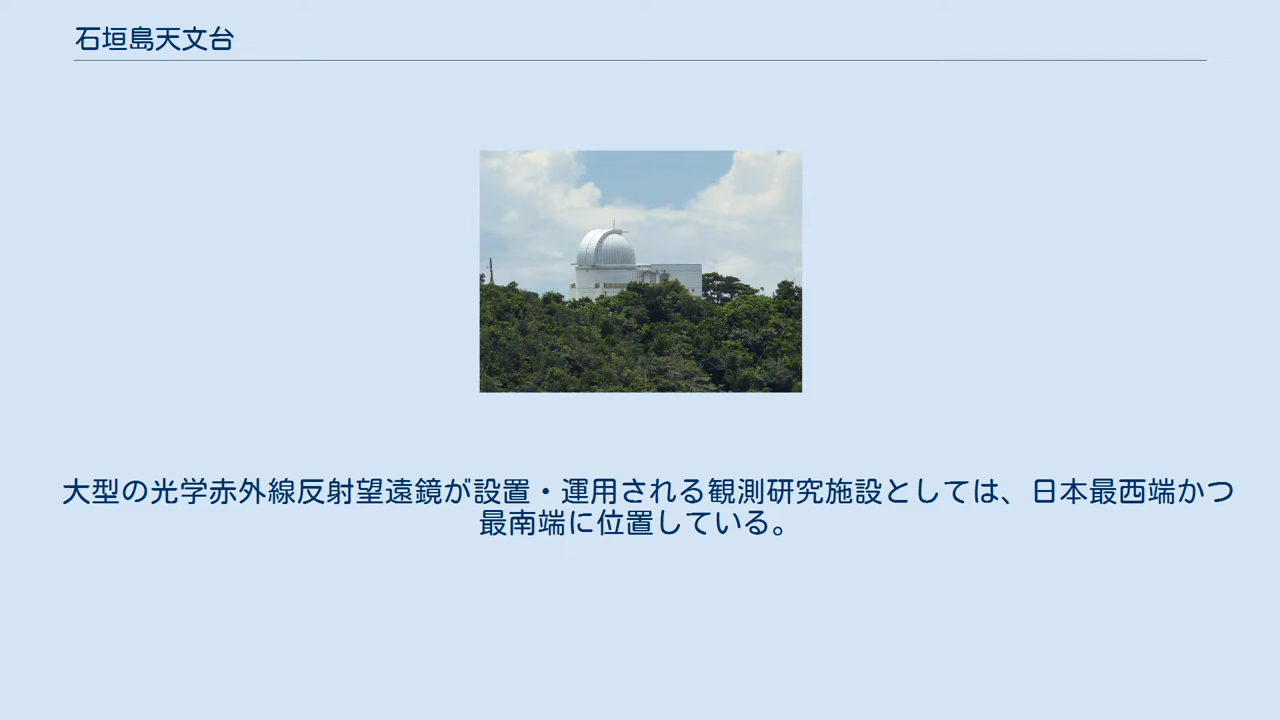 石垣島天文台
大型の光学赤外線反射望遠鏡が設置・運用される観測研究施設としては、日本最西端かつ
最南端に位置している。